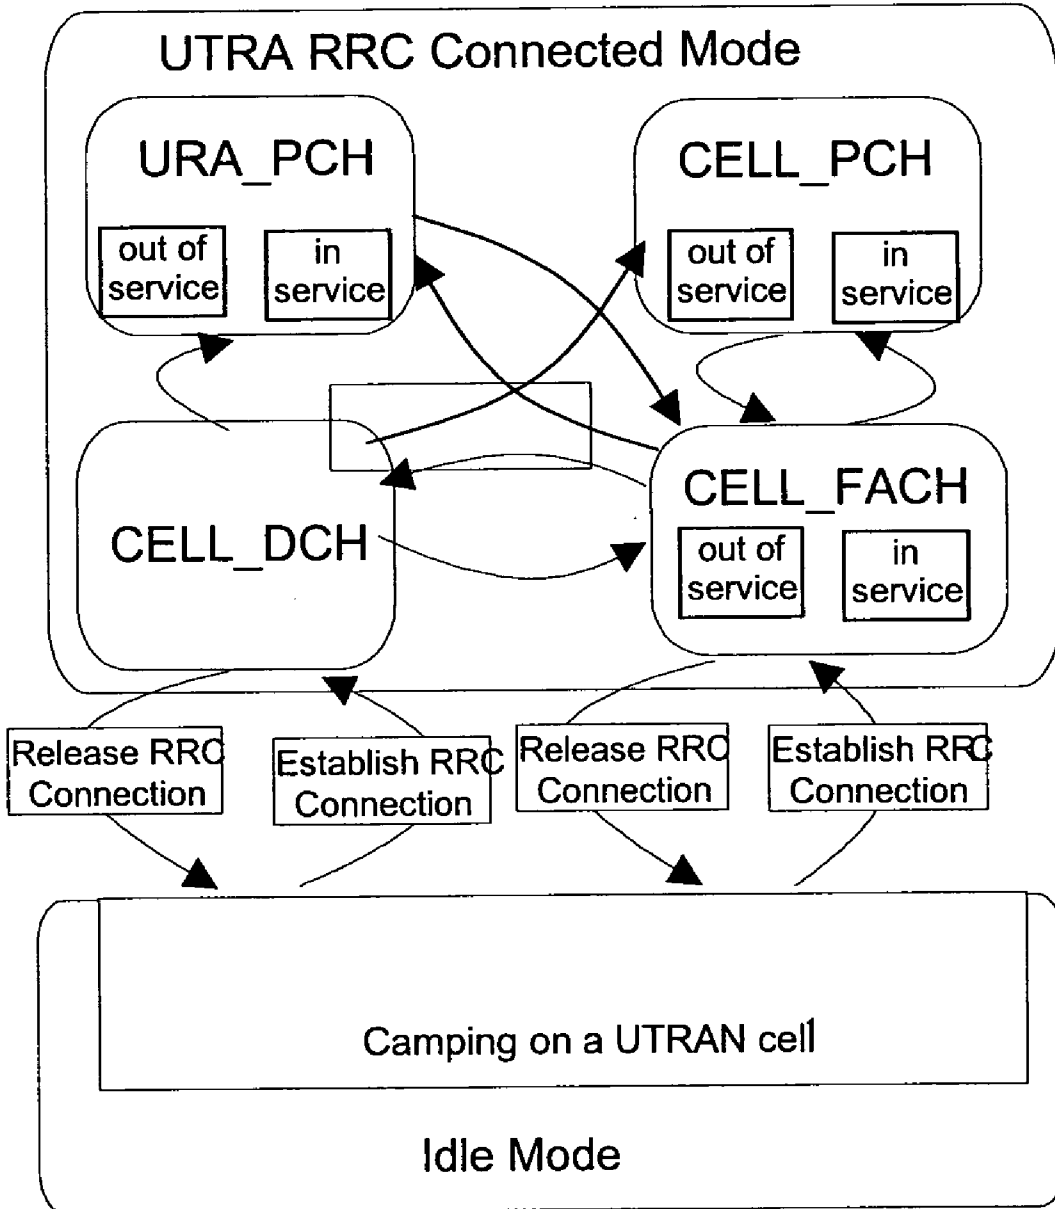 UTRA RRC Connected Mode
URA_PCH
CELL_PCH
out of
service
in
service
out of
service
in
service
CELL_DCH
CELL_FACH
out of
service
in
service
Release RRC
Connection
Establish RRC
Connection
Release RRC
Connection
Establish RRC
Connection
Camping on a UTRAN cell
Idle Mode